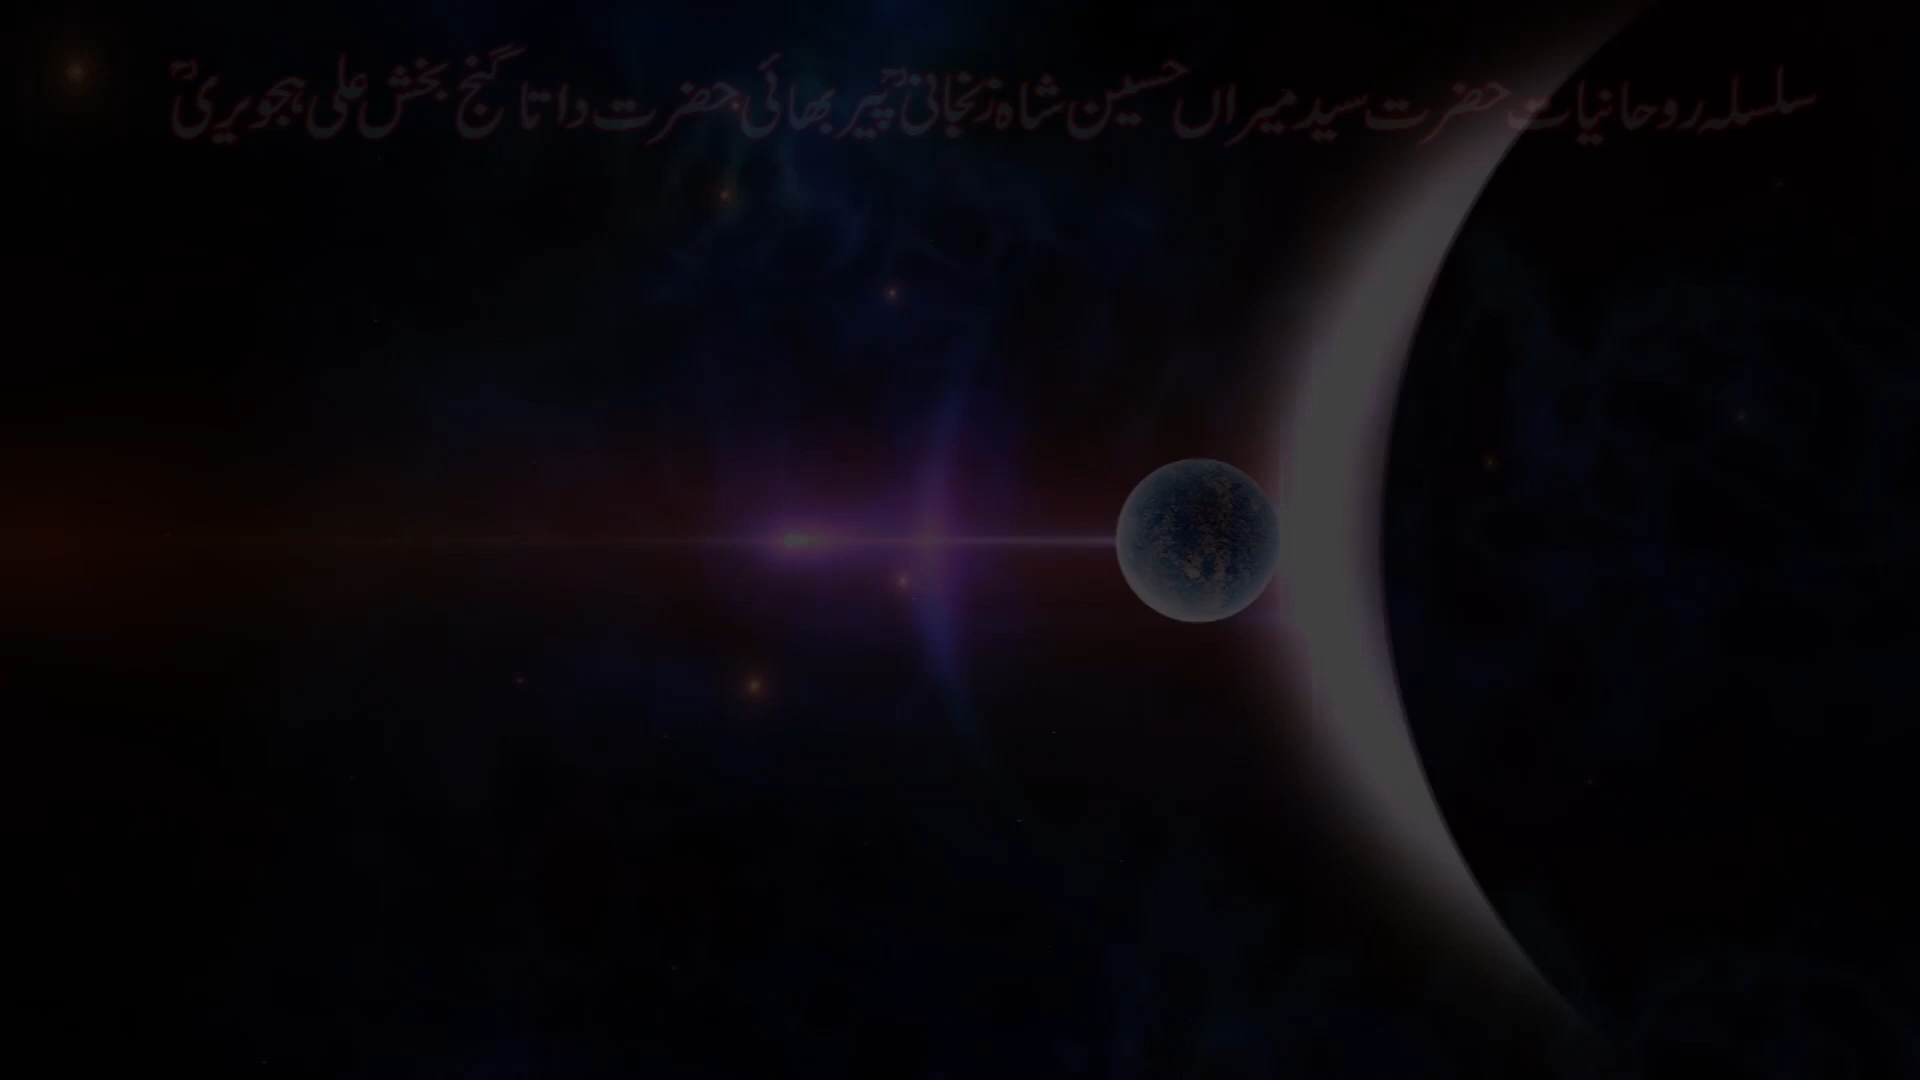 سلسلہ روحانیات حضرت سید میراں حسین شاہ زنجانیؒ پیر بھائی حضرت داتا گنج بخش علی ہجویریؒ